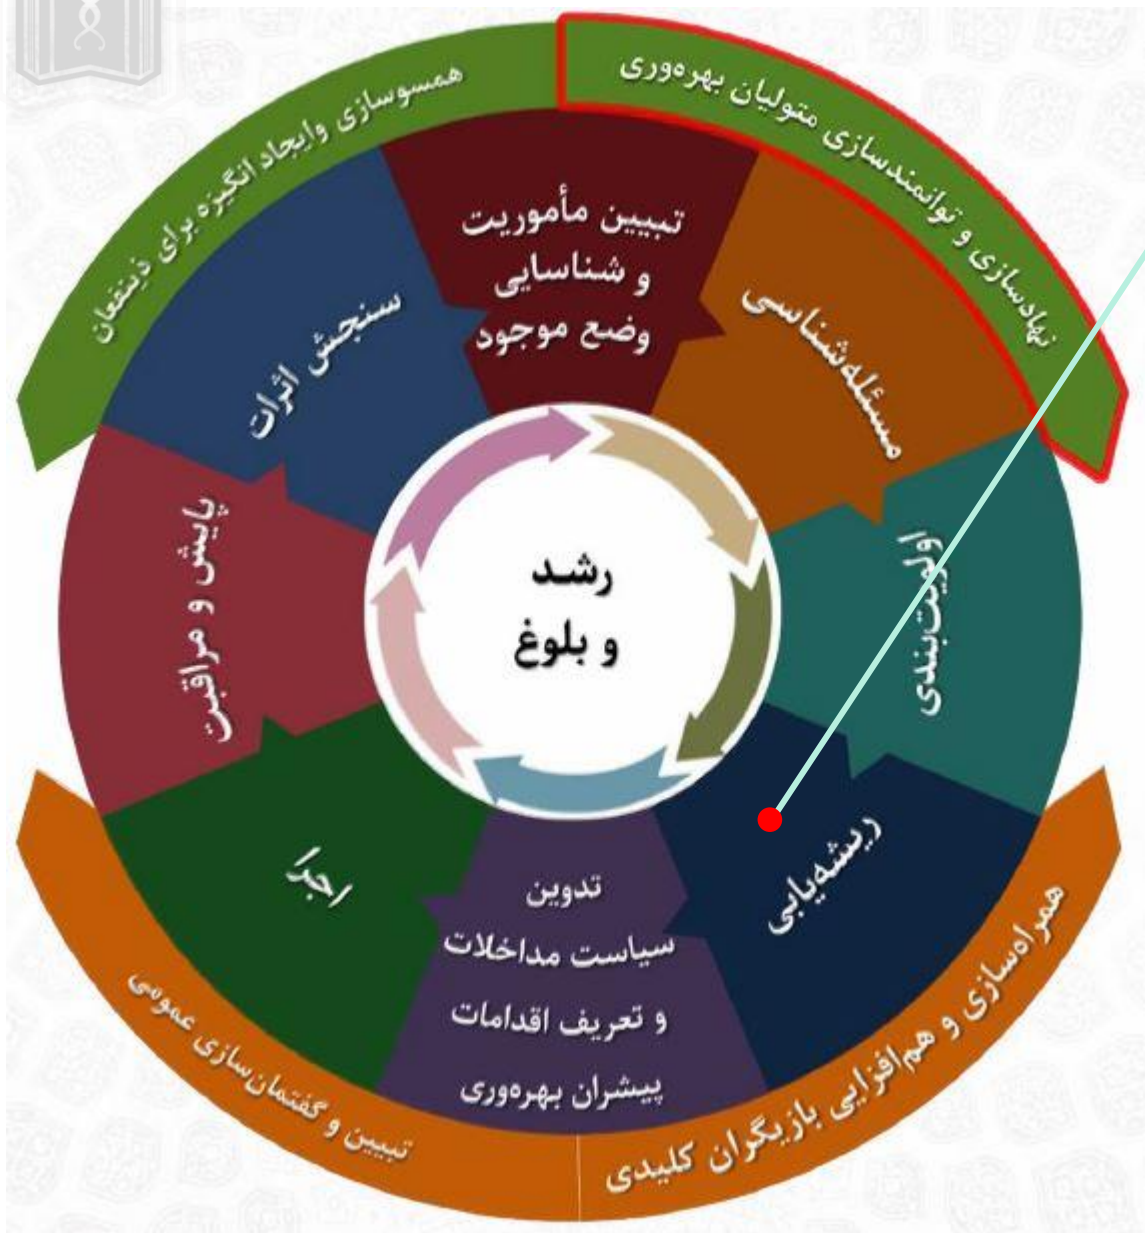 همسوسازی وایجاد انگیزه برای ذینفعان
نهادسازی و توانمندسازی متولیان بهره‌وری
تبیین مأموریت
و شناسایی
وضع موجود
مسئله‌شناسی
اولویت‌بندی
ریشه‌یابی
تدوین
سیاست مداخلات
و تعریف اقدامات
پیشران بهره‌وری
اجرا
پایش و مراقبت
سنجش اثرات
رشد
و بلوغ
همراه‌سازی و هم‌افزایی بازیگران کلیدی
تبیین و گفتمان‌سازی عمومی